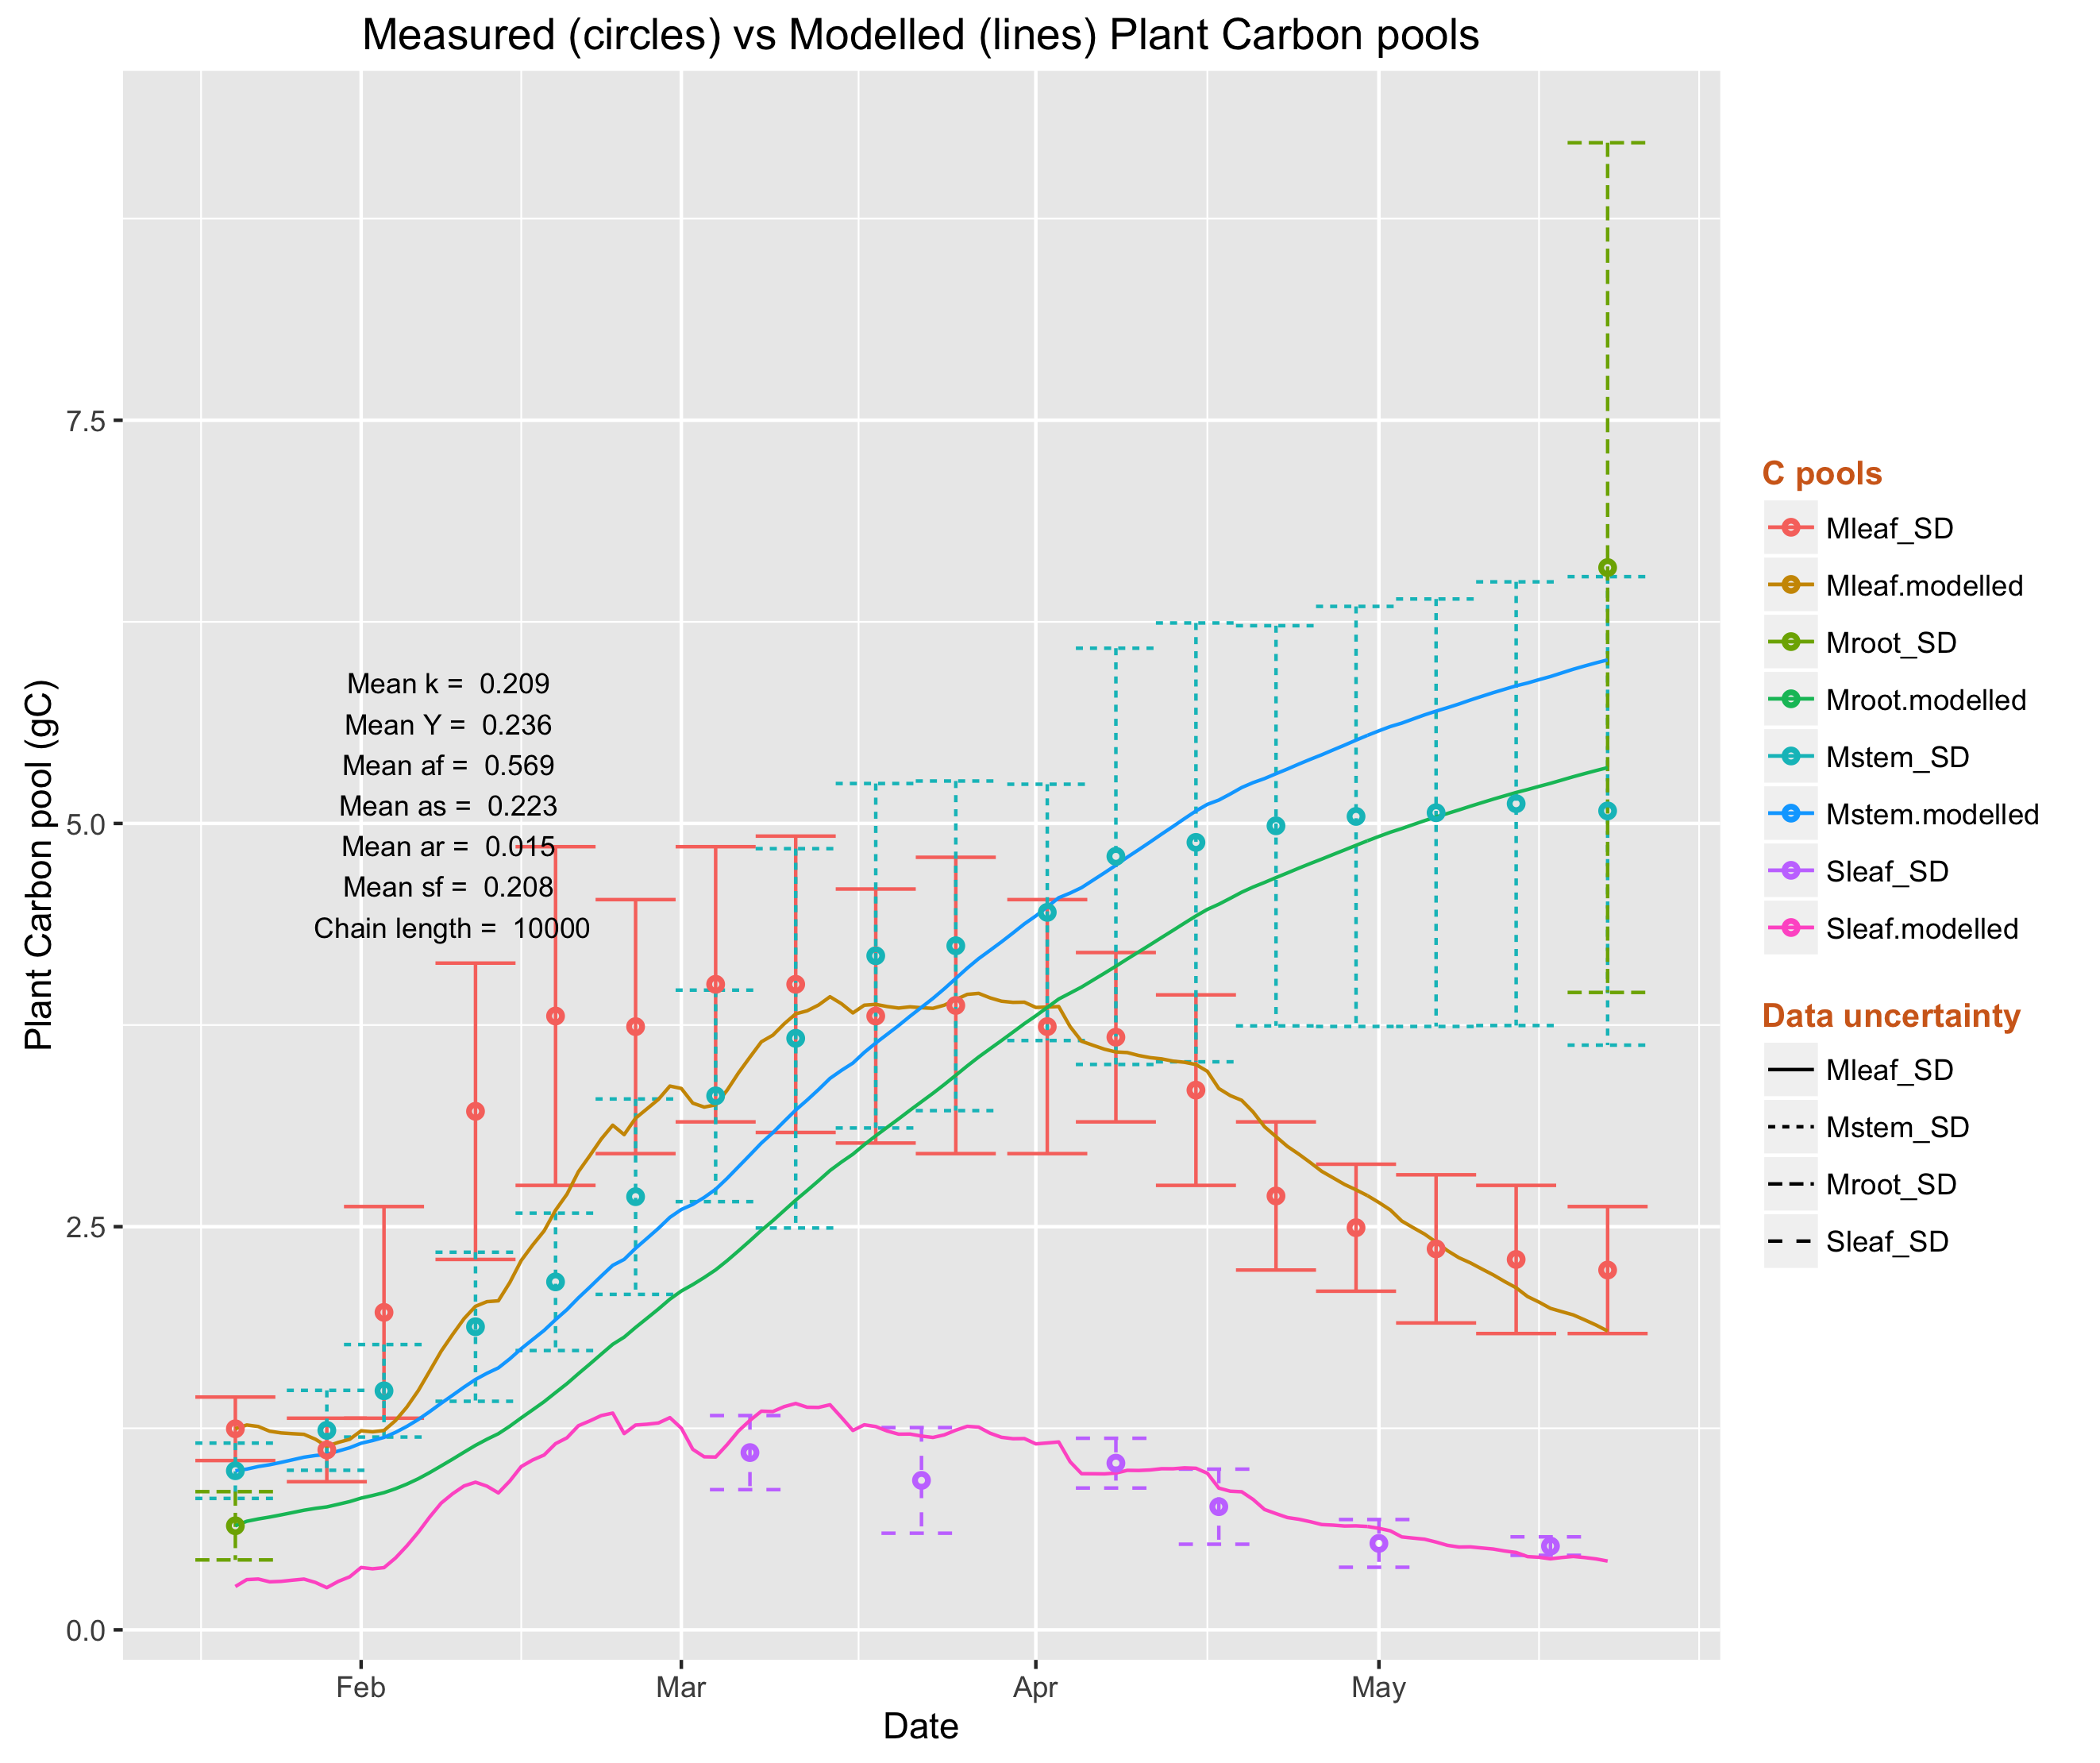 Measured (circles) vs Modelled (lines) Plant Carbon pools
Plant Carbon pool (gC)
7.5
5.0
2.5
0.0
Mean k = 0.209
Mean Y = 0.236
Mean af = 0.569
Mean as = 0.223
Mean ar = 0.015
Mean sf = 0.208
Chain length = 10000
Feb Mar Apr May
Date
C pools
Mleaf_SD
Mleaf.modelled
Mroot_SD
Mroot.modelled
Mstem_SD
Mstem.modelled
Sleaf_SD
Sleaf.modelled
Data uncertainty
Mleaf_SD
Mstem_SD
Mroot_SD
Sleaf_SD